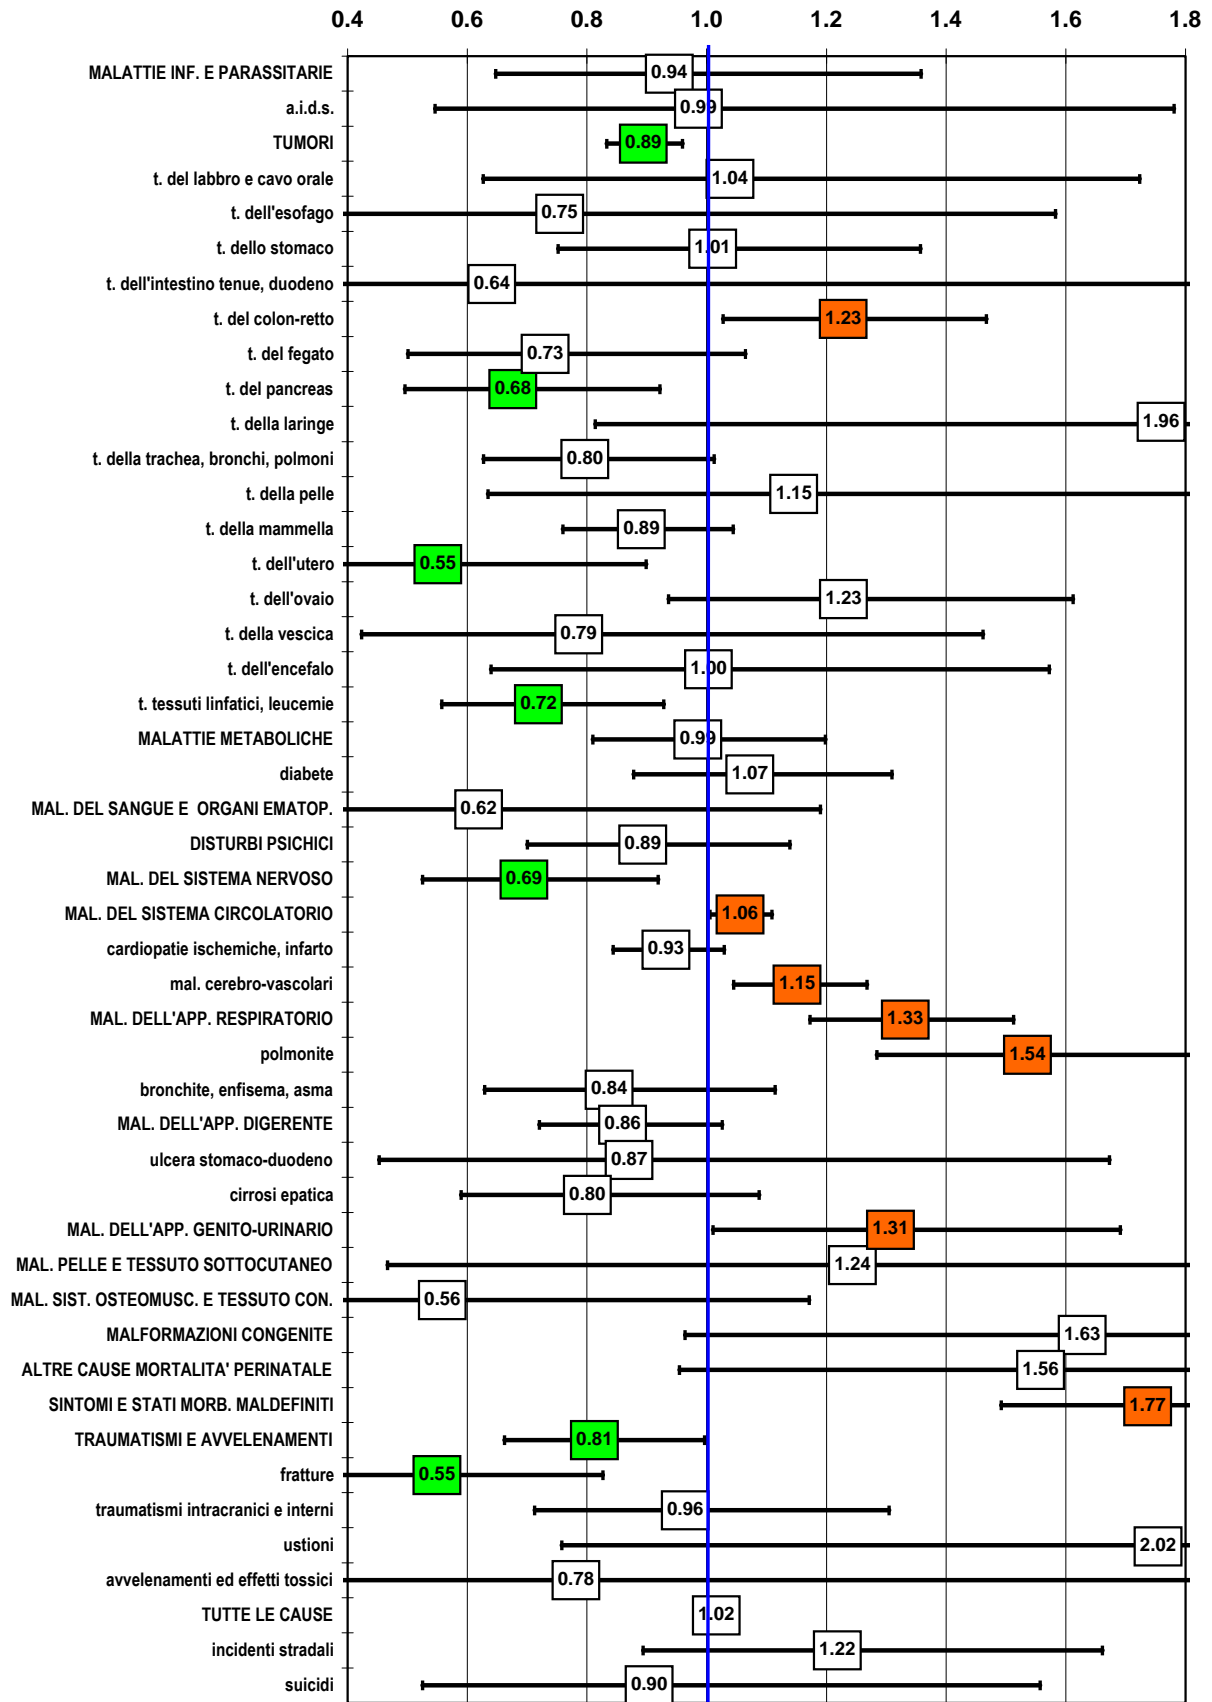 0.4 0.6 0.8 1.0 1.2 1.4 1.6 1.8
MALATTIE INF. E PARASSITARIE 0.94
a.i.d.s. 0.99
TUMORI 0.89
t. del labbro e cavo orale 1.04
t. dell'esofago 0.75
t. dello stomaco 1.01
t. dell'intestino tenue, duodeno 0.64
t. del colon-retto 1.23
t. del fegato 0.73
t. del pancreas 0.68
t. della laringe 1.96
t. della trachea, bronchi, polmoni 0.80
t. della pelle 1.15
t. della mammella 0.89
t. dell'utero 0.55
t. dell'ovaio 1.23
t. della vescica 0.79
t. dell'encefalo 1.00
t. tessuti linfatici, leucemie 0.72
MALATTIE METABOLICHE 0.99
diabete 1.07
MAL. DEL SANGUE E ORGANI EMATOP. 0.62
DISTURBI PSICHICI 0.89
MAL. DEL SISTEMA NERVOSO 0.69
MAL. DEL SISTEMA CIRCOLATORIO 1.06
cardiopatie ischemiche, infarto 0.93
mal. cerebro-vascolari 1.15
MAL. DELL'APP. RESPIRATORIO 1.33
polmonite 1.54
bronchite, enfisema, asma 0.84
MAL. DELL'APP. DIGERENTE 0.86
ulcera stomaco-duodeno 0.87
cirrosi epatica 0.80
MAL. DELL'APP. GENITO-URINARIO 1.31
MAL. PELLE E TESSUTO SOTTOCUTANEO 1.24
MAL. SIST. OSTEOMUSC. E TESSUTO CON. 0.56
MALFORMAZIONI CONGENITE 1.63
ALTRE CAUSE MORTALITA' PERINATALE 1.56
SINTOMI E STATI MORB. MALDEFINITI 1.77
TRAUMATISMI E AVVELENAMENTI 0.81
fratture 0.55
traumatismi intracranici e interni 0.96
ustioni 2.02
avvelenamenti ed effetti tossici 0.78
TUTTE LE CAUSE 1.02
incidenti stradali 1.22
suicidi 0.90